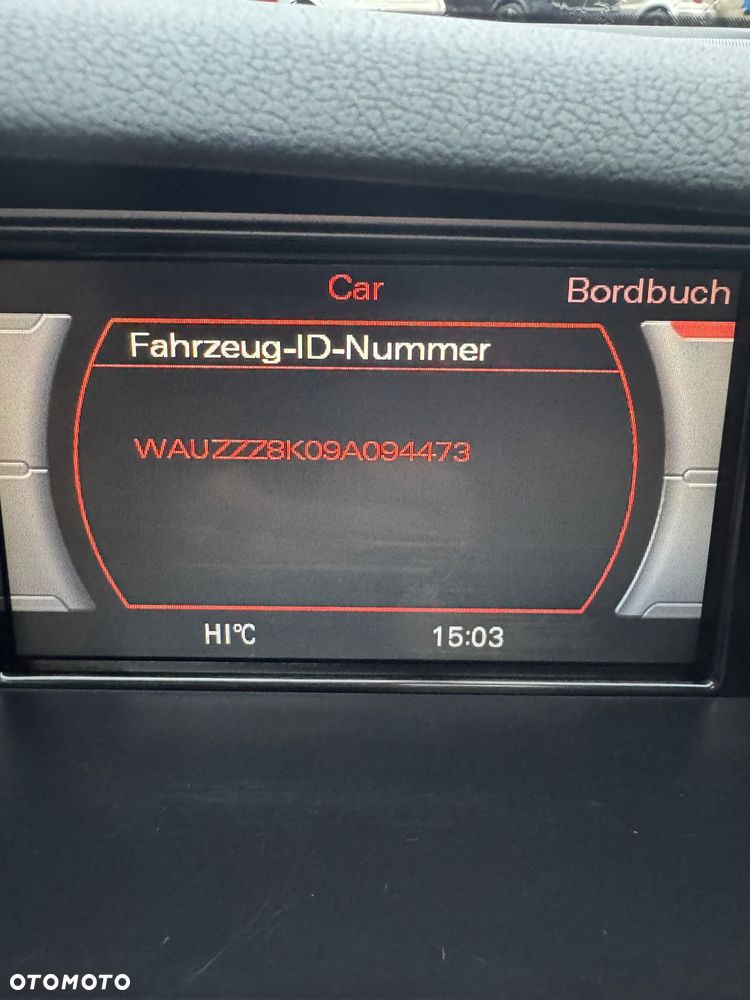 Car
Bordbuch
Fahrzeug-ID-Nummer
WAUZZZ8K09A094473
HI°C
15:03
OTOMOTO